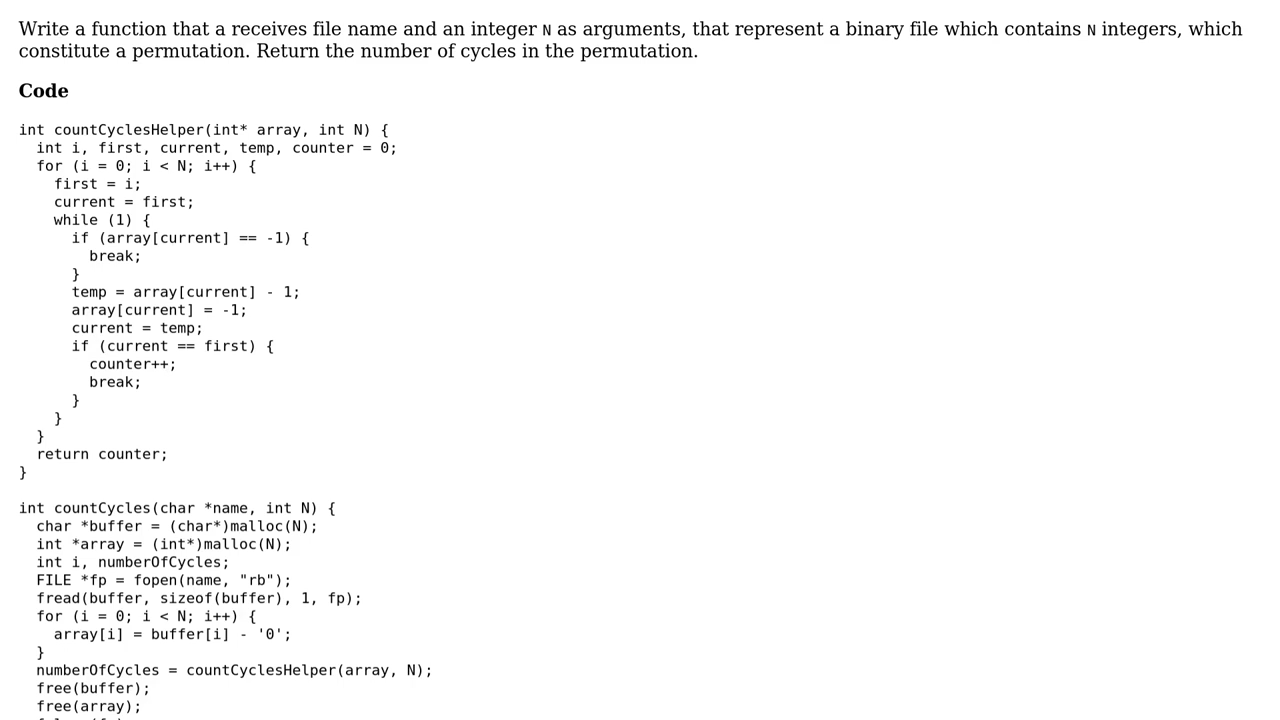 Write a function that a receives file name and an integer N as arguments, that represent a binary file which contains N integers, which
constitute a permutation. Return the number of cycles in the permutation.
Code
int countCyclesHelper(int* array, int N) {
  int i, first, current, temp, counter = 0;
  for (i = 0; i < N; i++) {
    first = i;
    current = first;
    while (1) {
      if (array[current] == -1) {
        break;
      }
      temp = array[current] - 1;
      array[current] = -1;
      current = temp;
      if (current == first) {
        counter++;
        break;
      }
    }
  }
  return counter;
}
int countCycles(char *name, int N) {
  char *buffer = (char*)malloc(N);
  int *array = (int*)malloc(N);
  int i, numberOfCycles;
  FILE *fp = fopen(name, "rb");
  fread(buffer, sizeof(buffer), 1, fp);
  for (i = 0; i < N; i++) {
    array[i] = buffer[i] - '0';
  }
  numberOfCycles = countCyclesHelper(array, N);
  free(buffer);
  free(array);